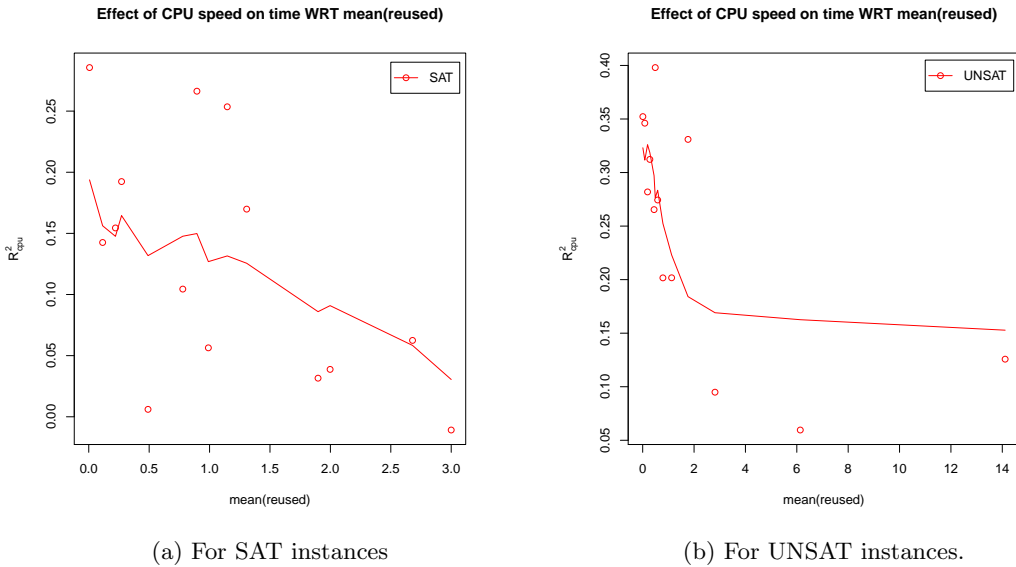 Effect of CPU speed on time WRT mean(reused)
SAT
R²cpu
0.25
0.20
0.15
0.10
0.05
0.00
0.0 0.5 1.0 1.5 2.0 2.5 3.0
mean(reused)
(a) For SAT instances
Effect of CPU speed on time WRT mean(reused)
UNSAT
R²cpu
0.40
0.35
0.30
0.25
0.20
0.15
0.10
0.05
0 2 4 6 8 10 12 14
mean(reused)
(b) For UNSAT instances.